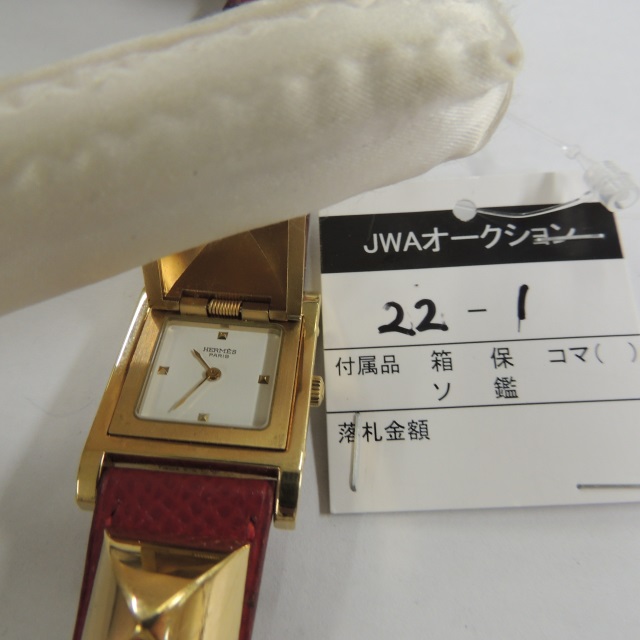 JWAオークション
22-1
付属品 箱 保 コマ( )
ソ 鑑
落札金額
HERMÈS
PARIS